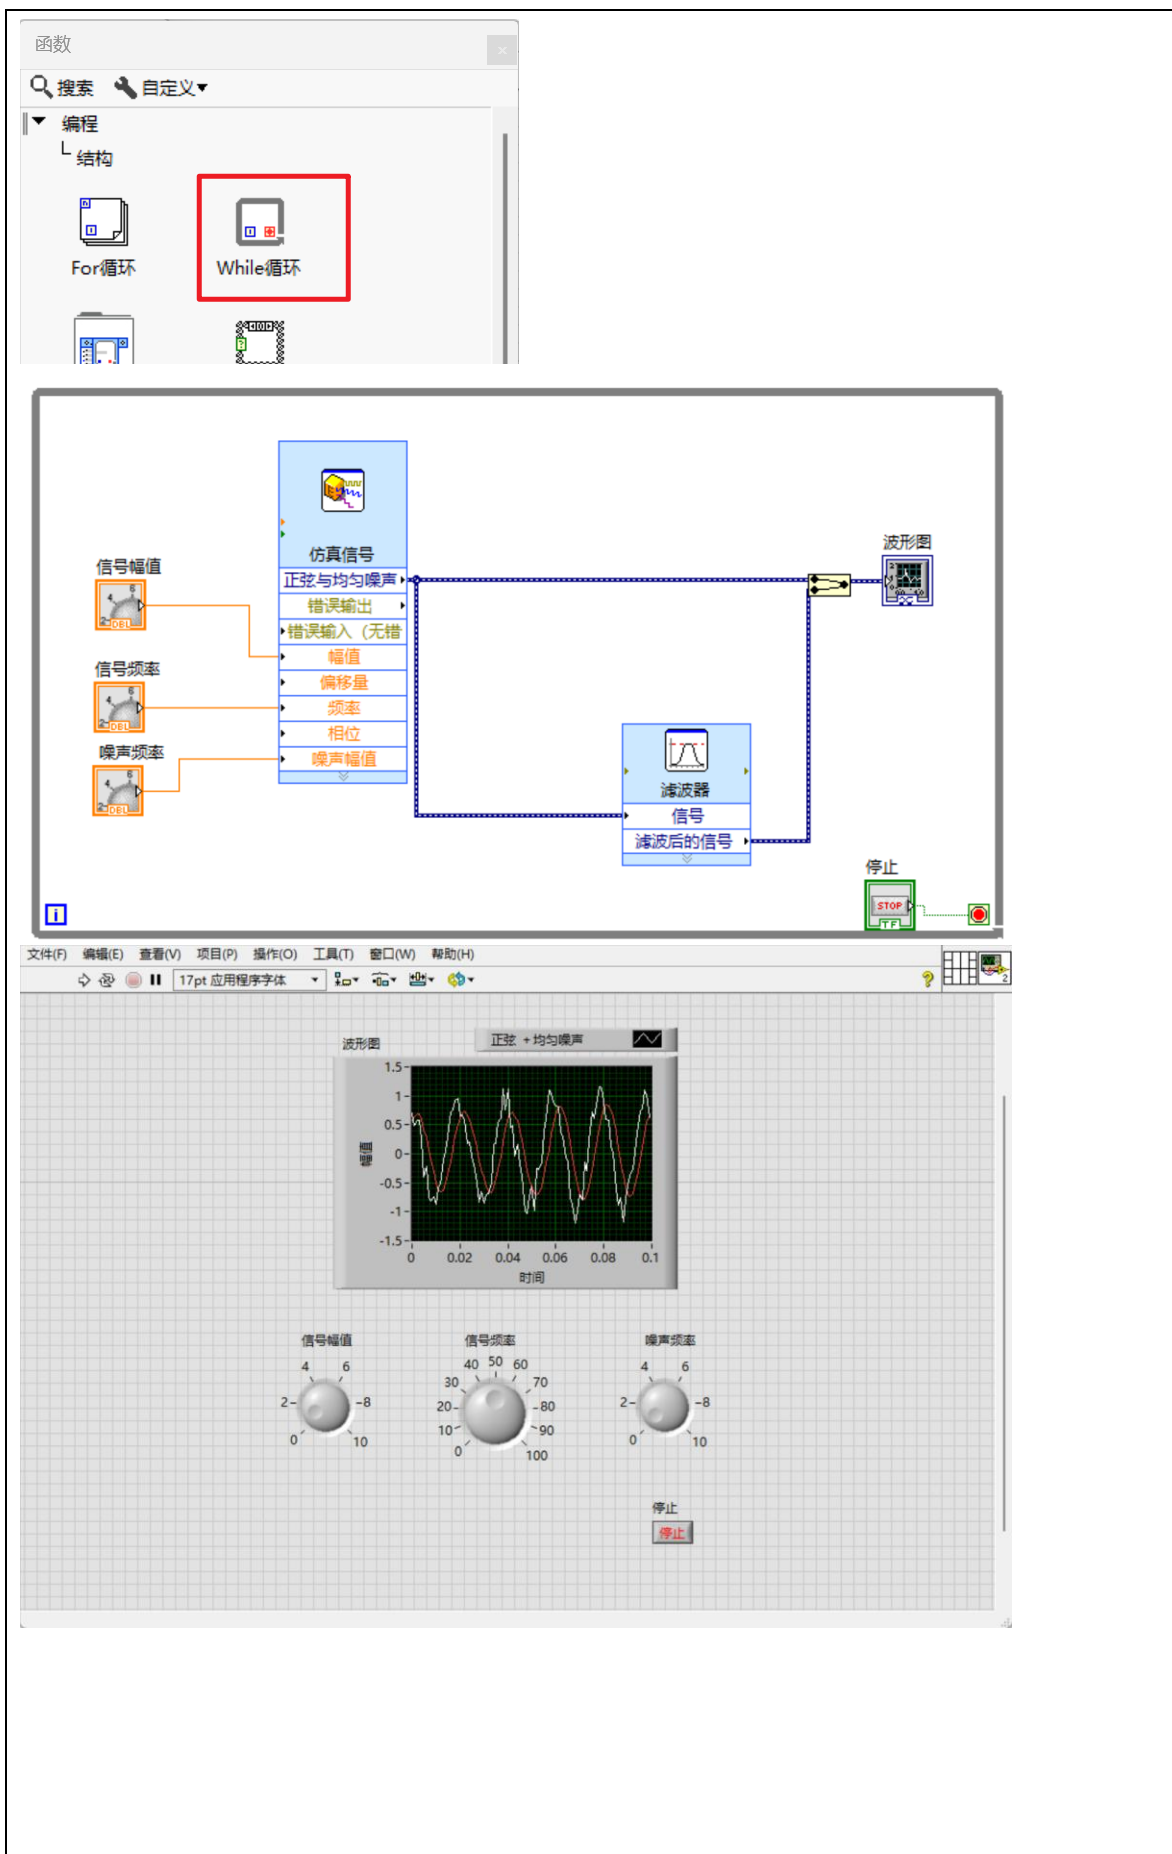 函数
搜索 自定义
编程
结构
For循环 While循环
仿真信号
正弦与均匀噪声
错误输出
错误输入（无错
幅值
偏移量
频率
相位
噪声幅值
信号幅值
DBL
信号频率
DBL
噪声频率
DBL
波形图
滤波器
信号
滤波后的信号
停止
STOP
TF
i
文件(F) 编辑(E) 查看(V) 项目(P) 操作(O) 工具(T) 窗口(W) 帮助(H)
17pt 应用程序字体
?
2
波形图 正弦 + 均匀噪声
幅值
1.5
1
0.5
0
-0.5
-1
-1.5
0 0.02 0.04 0.06 0.08 0.1
时间
信号幅值
0 2 4 6 8 10
信号频率
0 10 20 30 40 50 60 70 80 90 100
噪声频率
0 2 4 6 8 10
停止
停止